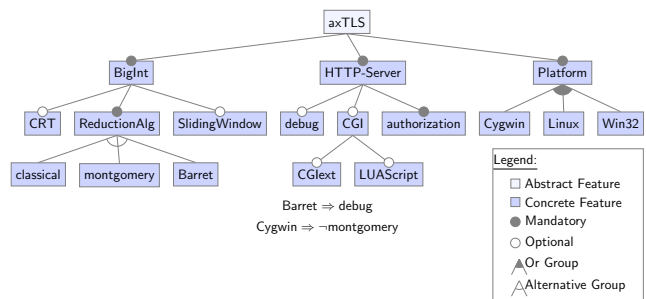 axTLS
BigInt HTTP-Server Platform
CRT ReductionAlg SlidingWindow debug CGI authorization Cygwin Linux Win32
classical montgomery Barret CGIext LUAScript
Barret ⇒ debug
Cygwin ⇒ ¬montgomery
Legend:
Abstract Feature
Concrete Feature
Mandatory
Optional
Or Group
Alternative Group